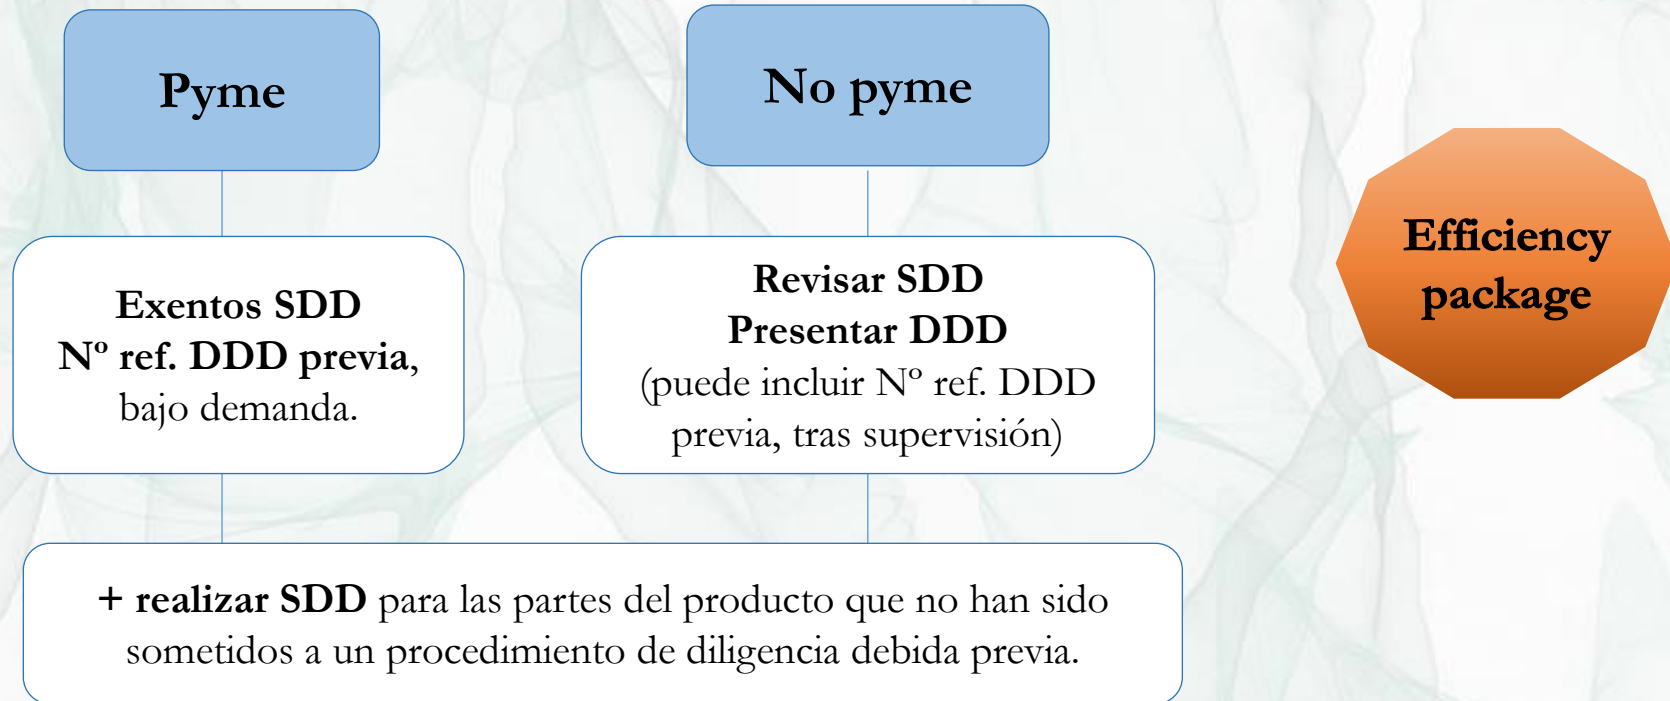 Pyme
No pyme
Exentos SDD
Nº ref. DDD previa,
bajo demanda.
Revisar SDD
Presentar DDD
(puede incluir Nº ref. DDD
previa, tras supervisión)
Efficiency
package
+ realizar SDD para las partes del producto que no han sido
sometidos a un procedimiento de diligencia debida previa.